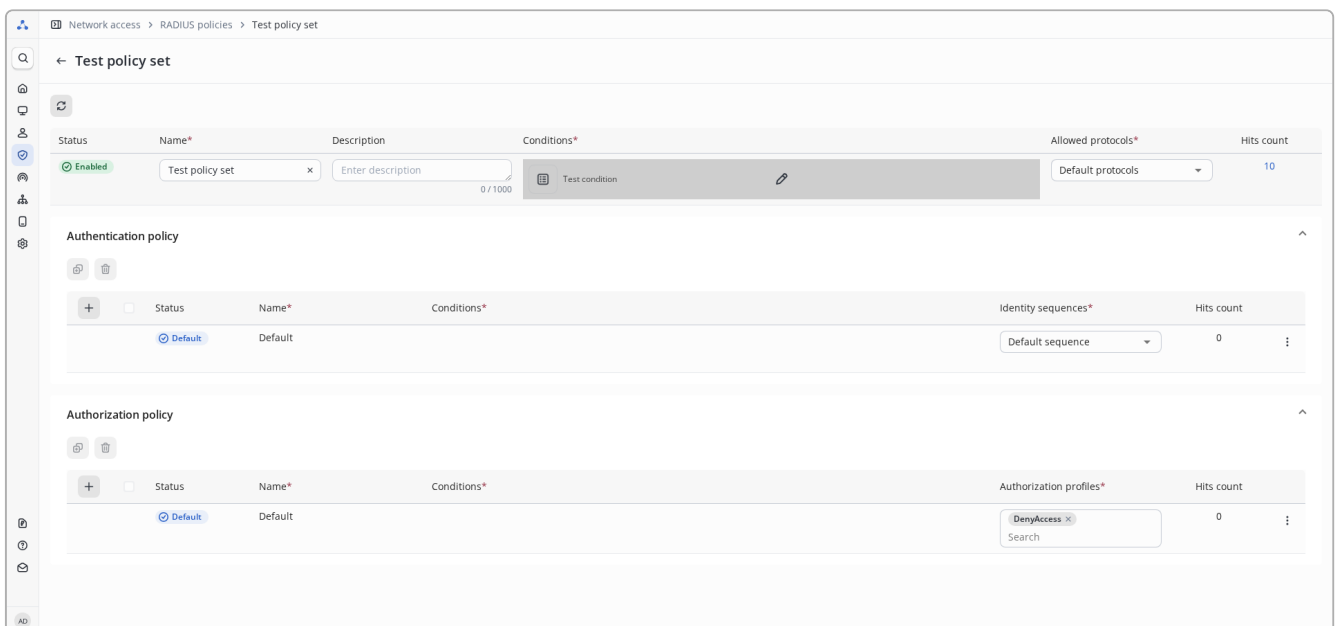 Network access > RADIUS policies > Test policy set
← Test policy set
Status Name* Description Conditions* Allowed protocols* Hits count
Enabled Test policy set × Enter description Test condition Default protocols 10
0 / 1000
Authentication policy
+ Status Name* Conditions* Identity sequences* Hits count
Default Default Default sequence 0
Authorization policy
+ Status Name* Conditions* Authorization profiles* Hits count
Default Default DenyAccess × 0
Search
AD